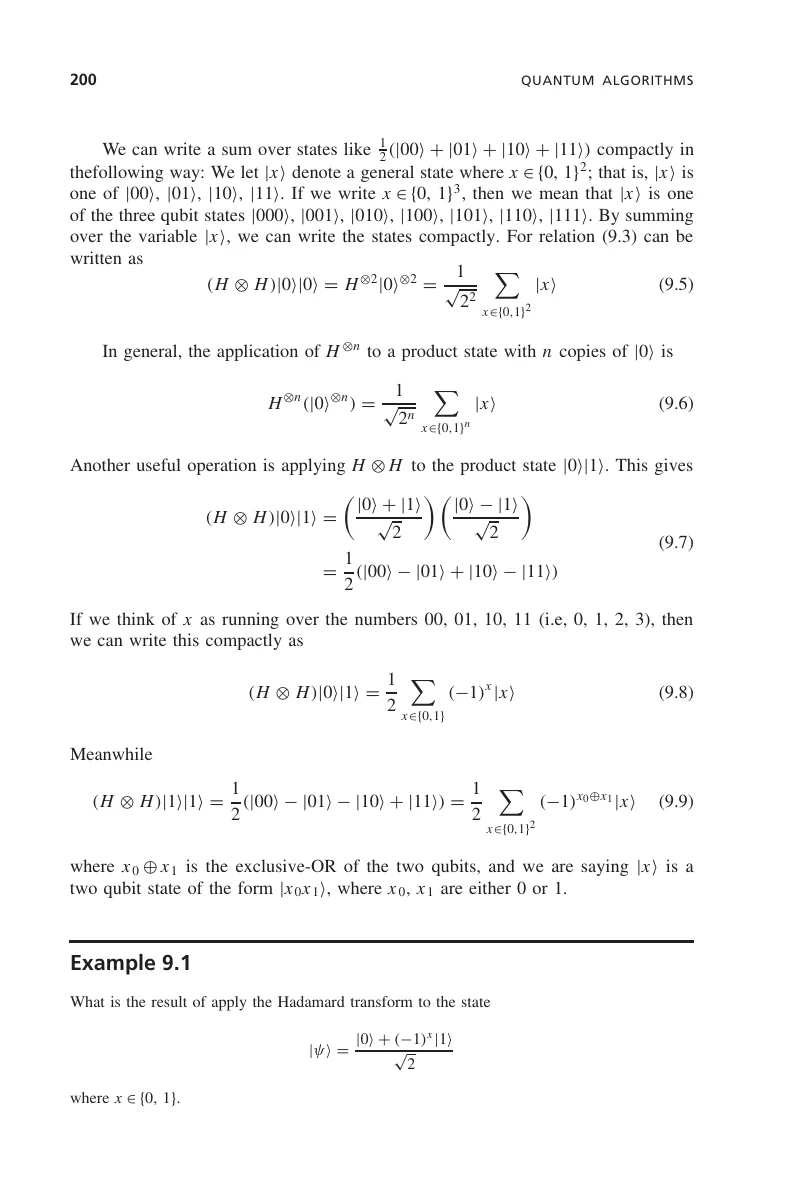 200 QUANTUM ALGORITHMS
We can write a sum over states like 1/2(|00⟩ + |01⟩ + |10⟩ + |11⟩) compactly in
thefollowing way: We let |x⟩ denote a general state where x ∈ {0, 1}²; that is, |x⟩ is
one of |00⟩, |01⟩, |10⟩, |11⟩. If we write x ∈ {0, 1}³, then we mean that |x⟩ is one
of the three qubit states |000⟩, |001⟩, |010⟩, |100⟩, |101⟩, |110⟩, |111⟩. By summing
over the variable |x⟩, we can write the states compactly. For relation (9.3) can be
written as
(H ⊗ H)|0⟩|0⟩ = H^{⊗2}|0⟩^{⊗2} = 1/√(2²) ∑_{x∈{0,1}²} |x⟩ (9.5)
In general, the application of H^{⊗n} to a product state with n copies of |0⟩ is
H^{⊗n}(|0⟩^{⊗n}) = 1/√(2^n) ∑_{x∈{0,1}^n} |x⟩ (9.6)
Another useful operation is applying H ⊗ H to the product state |0⟩|1⟩. This gives
(H ⊗ H)|0⟩|1⟩ = ((|0⟩ + |1⟩)/√2) ((|0⟩ − |1⟩)/√2)
(9.7)
= 1/2(|00⟩ − |01⟩ + |10⟩ − |11⟩)
If we think of x as running over the numbers 00, 01, 10, 11 (i.e, 0, 1, 2, 3), then
we can write this compactly as
(H ⊗ H)|0⟩|1⟩ = 1/2 ∑_{x∈{0,1}} (−1)^x |x⟩ (9.8)
Meanwhile
(H ⊗ H)|1⟩|1⟩ = 1/2(|00⟩ − |01⟩ − |10⟩ + |11⟩) = 1/2 ∑_{x∈{0,1}²} (−1)^{x₀⊕x₁}|x⟩ (9.9)
where x₀ ⊕ x₁ is the exclusive-OR of the two qubits, and we are saying |x⟩ is a
two qubit state of the form |x₀x₁⟩, where x₀, x₁ are either 0 or 1.
Example 9.1
What is the result of apply the Hadamard transform to the state
|ψ⟩ = (|0⟩ + (−1)^x|1⟩)/√2
where x ∈ {0, 1}.